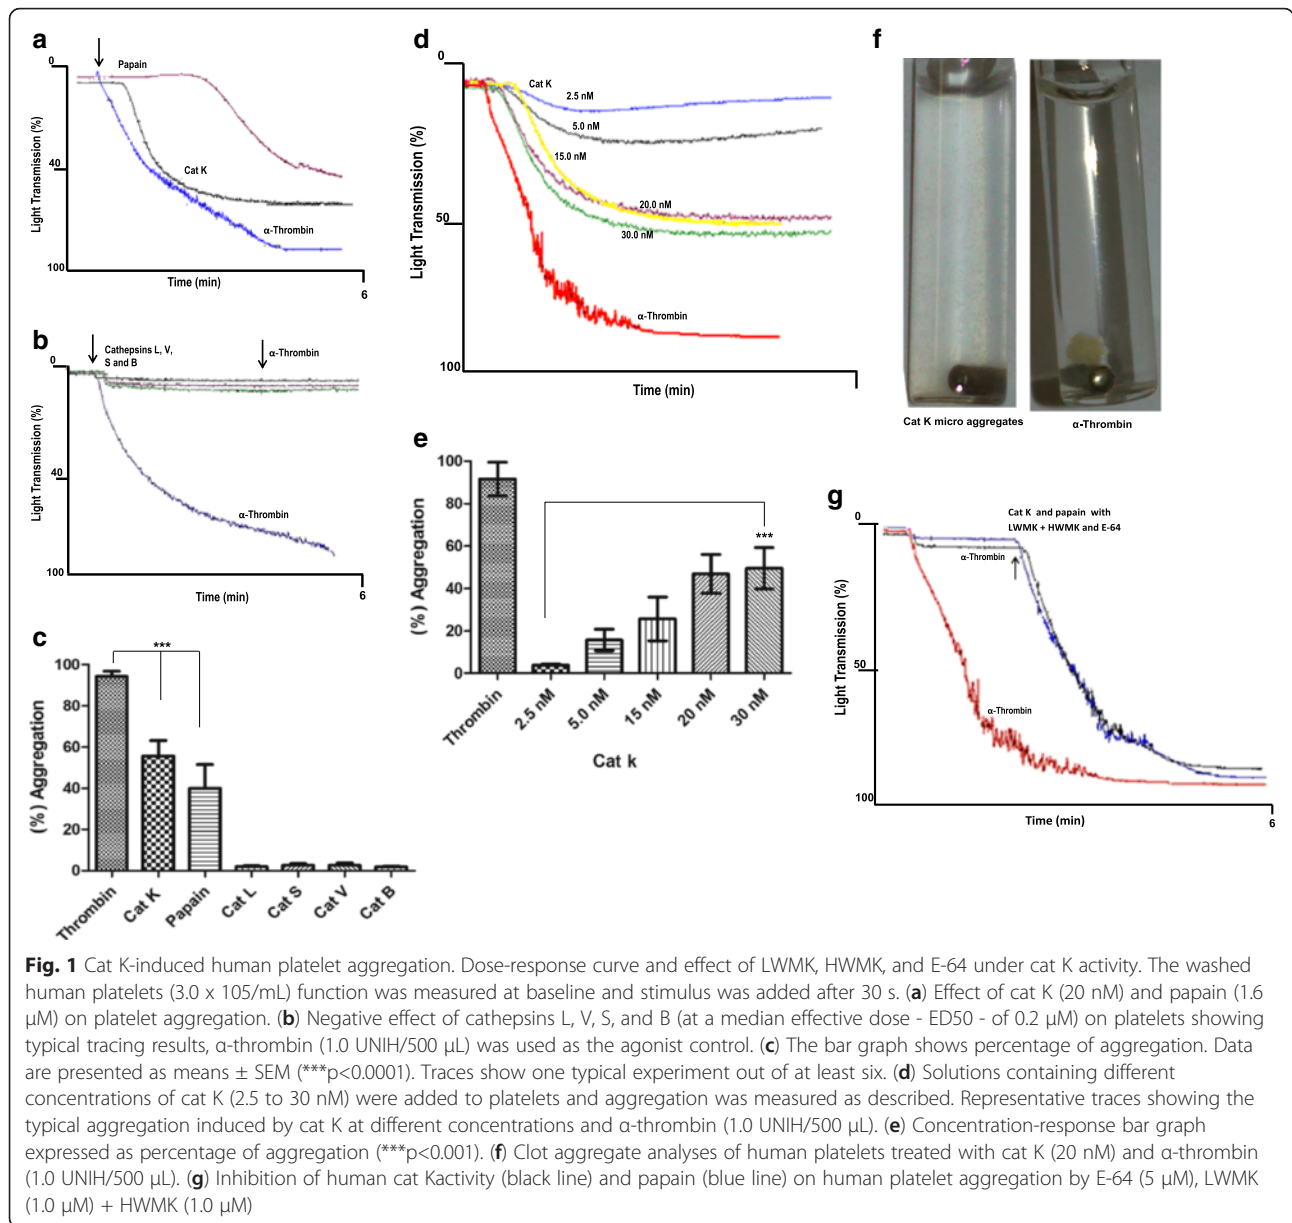 a
0
Papain
Light Transmission (%)
40
Cat K
α-Thrombin
100
Time (min)
6
b
0
Cathepsins L, V,
S and B
α-Thrombin
Light Transmission (%)
40
α-Thrombin
100
Time (min)
6
c
***
(%) Aggregation
100
80
60
40
20
0
Thrombin
Cat K
Papain
Cat L
Cat S
Cat V
Cat B
d
0
Cat K
2.5 nM
5.0 nM
15.0 nM
20.0 nM
30.0 nM
Light Transmission (%)
50
α-Thrombin
100
Time (min)
e
***
(%) Aggregation
100
80
60
40
20
0
Thrombin
2.5 nM
5.0 nM
15 nM
20 nM
30 nM
Cat k
f
Cat K micro aggregates
α-Thrombin
g
0
Cat K and papain with
LWMK + HWMK and E-64
α-Thrombin
Light Transmission (%)
50
α-Thrombin
100
Time (min)
6
Fig. 1 Cat K-induced human platelet aggregation. Dose-response curve and effect of LWMK, HWMK, and E-64 under cat K activity. The washed
human platelets (3.0 x 105/mL) function was measured at baseline and stimulus was added after 30 s. (a) Effect of cat K (20 nM) and papain (1.6
μM) on platelet aggregation. (b) Negative effect of cathepsins L, V, S, and B (at a median effective dose - ED50 - of 0.2 μM) on platelets showing
typical tracing results, α-thrombin (1.0 UNIH/500 μL) was used as the agonist control. (c) The bar graph shows percentage of aggregation. Data
are presented as means ± SEM (***p<0.0001). Traces show one typical experiment out of at least six. (d) Solutions containing different
concentrations of cat K (2.5 to 30 nM) were added to platelets and aggregation was measured as described. Representative traces showing the
typical aggregation induced by cat K at different concentrations and α-thrombin (1.0 UNIH/500 μL). (e) Concentration-response bar graph
expressed as percentage of aggregation (***p<0.001). (f) Clot aggregate analyses of human platelets treated with cat K (20 nM) and α-thrombin
(1.0 UNIH/500 μL). (g) Inhibition of human cat Kactivity (black line) and papain (blue line) on human platelet aggregation by E-64 (5 μM), LWMK
(1.0 μM) + HWMK (1.0 μM)